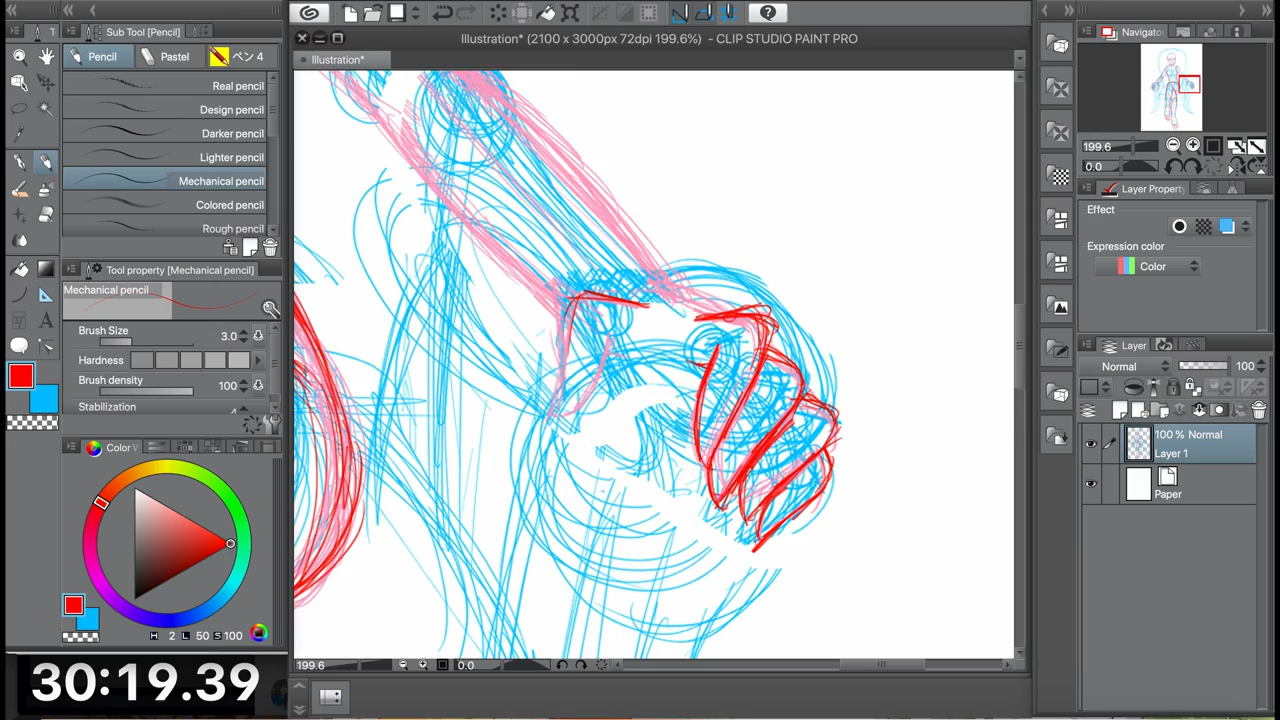 T
Sub Tool [Pencil]
Pencil
Pastel
ペン 4
Real pencil
Design pencil
Darker pencil
Lighter pencil
Mechanical pencil
Colored pencil
Rough pencil
Tool property [Mechanical pencil]
Mechanical pencil
Brush Size
3.0
Hardness
Brush density
100
Stabilization
Color
H 2 L 50 S 100
30:19.39
Illustration* (2100 x 3000px 72dpi 199.6%) - CLIP STUDIO PAINT PRO
Illustration*
199.6
0.0
Navigator
199.6
0.0
Layer Property
Effect
Expression color
Color
Layer
Normal
100
100 % Normal
Layer 1
Paper